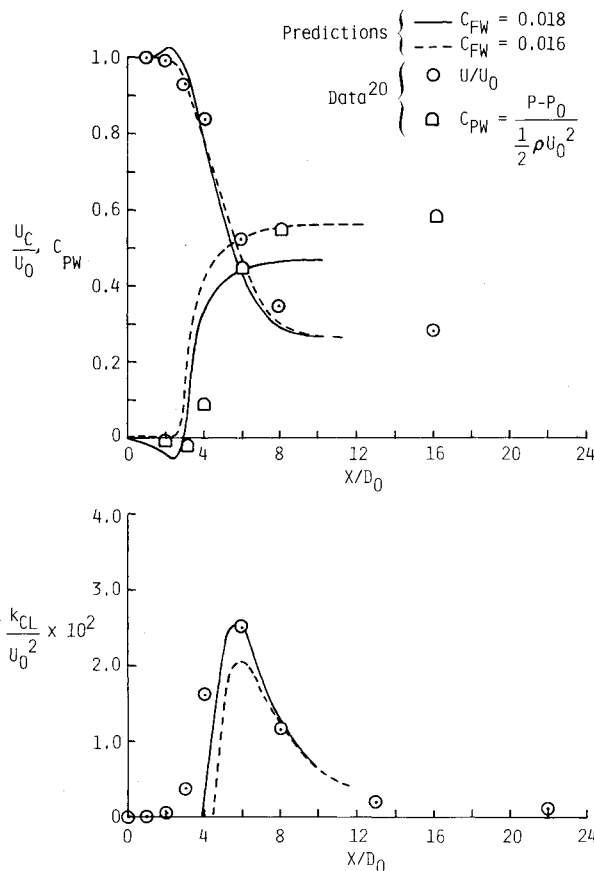 Predictions { —— C_FW = 0.018
---- C_FW = 0.016
Data^20 { ⊙ U/U_0
C_PW = (P-P_0) / (1/2 ρU_0^2)
U_C/U_0, C_PW
1.0
0.8
0.6
0.4
0.2
0
0 4 8 12 16 20 24
X/D_0
k_CL/U_0^2 × 10^2
4.0
3.0
2.0
1.0
0
0 4 8 12 16 20 24
X/D_0